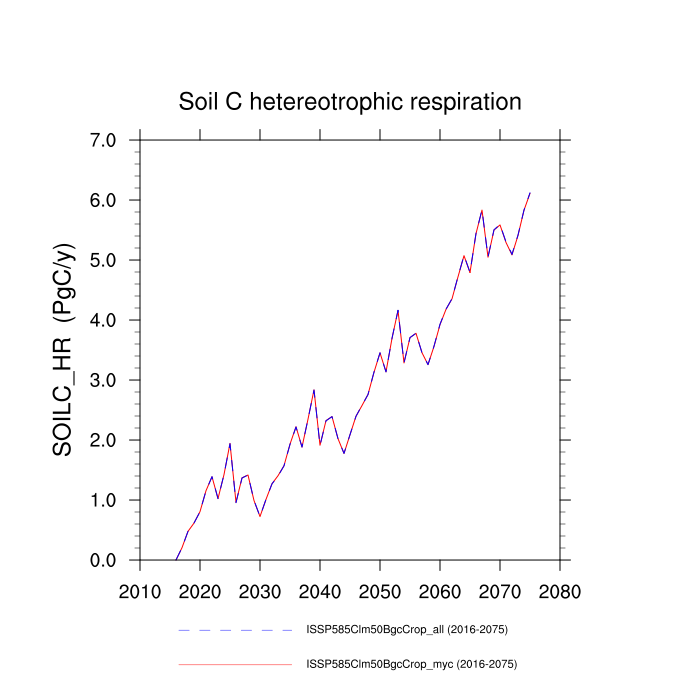 Soil C hetereotrophic respiration
SOILC_HR (PgC/y)
7.0
6.0
5.0
4.0
3.0
2.0
1.0
0.0
2010 2020 2030 2040 2050 2060 2070 2080
ISSP585Clm50BgcCrop_all (2016-2075)
ISSP585Clm50BgcCrop_myc (2016-2075)